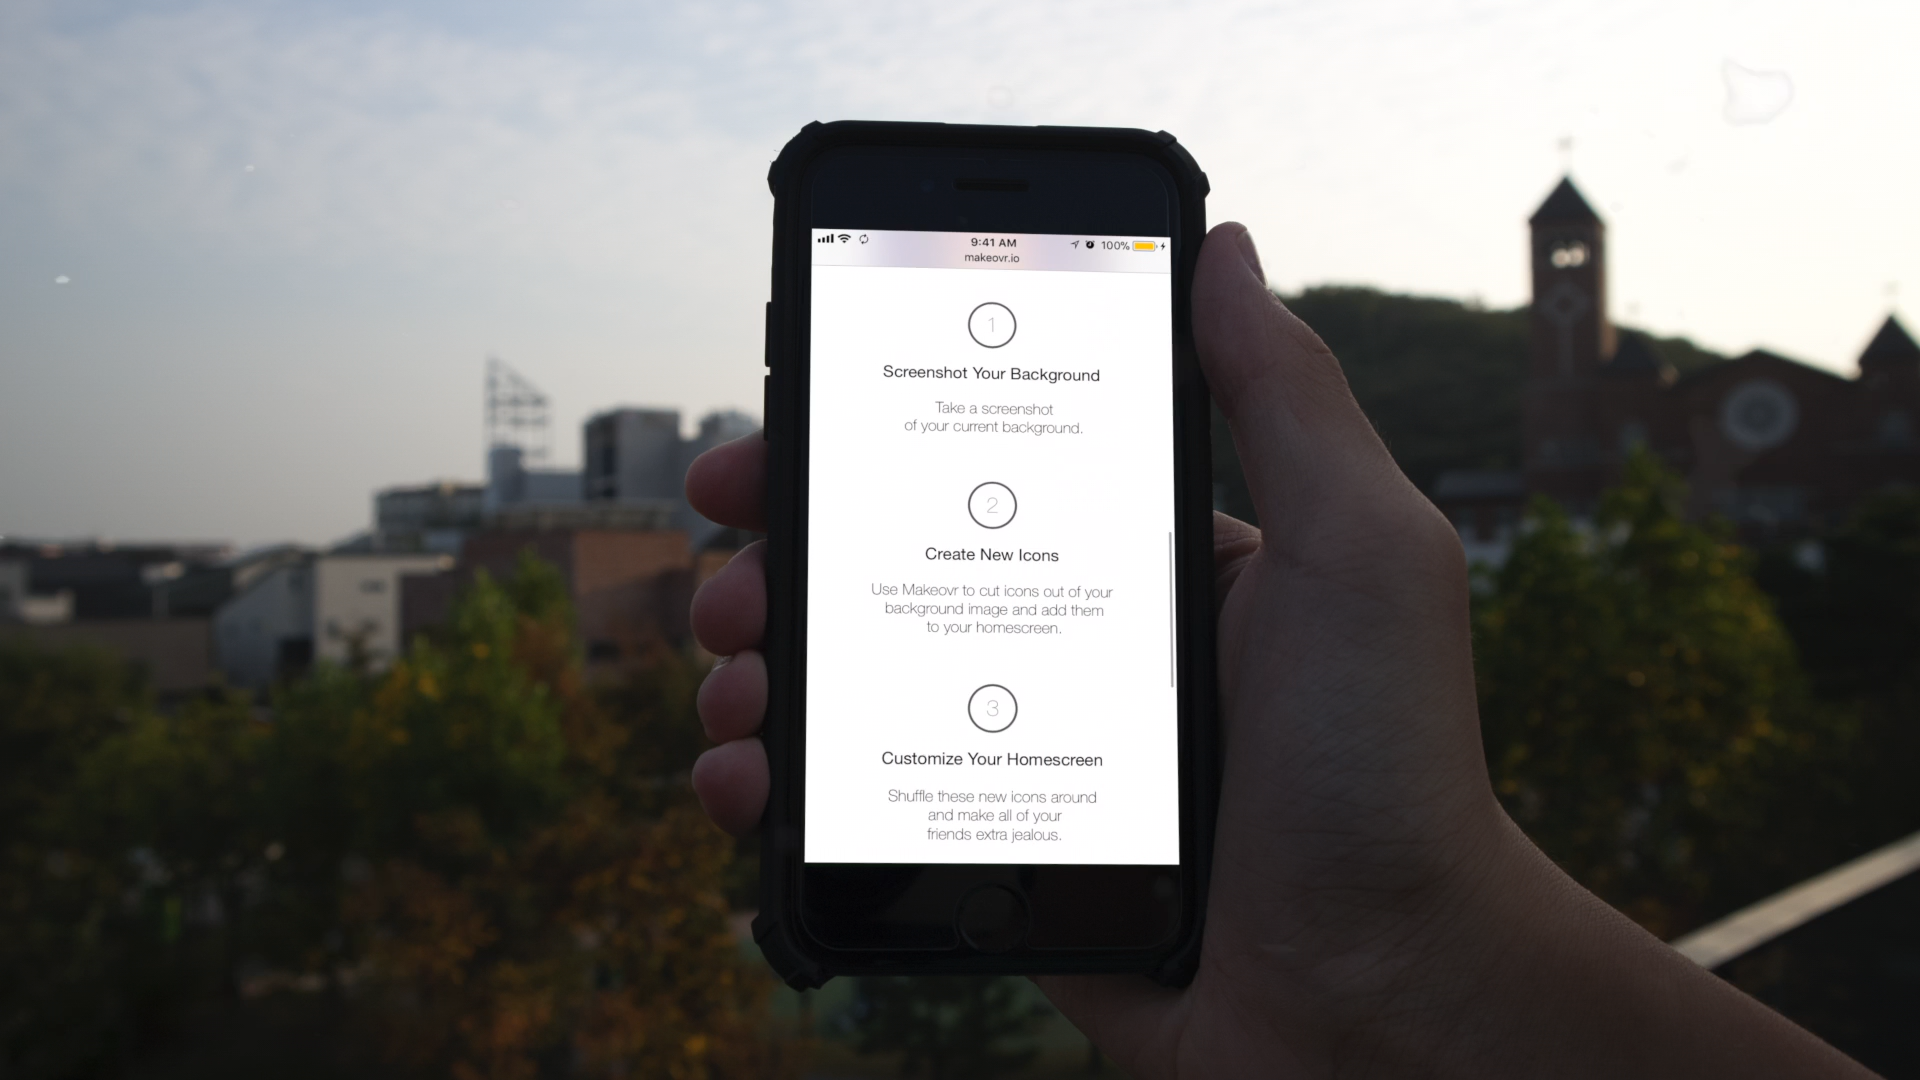 9:41 AM
100%
makeovr.io
1
Screenshot Your Background
Take a screenshot
of your current background.
2
Create New Icons
Use Makeovr to cut icons out of your
background image and add them
to your homescreen.
3
Customize Your Homescreen
Shuffle these new icons around
and make all of your
friends extra jealous.